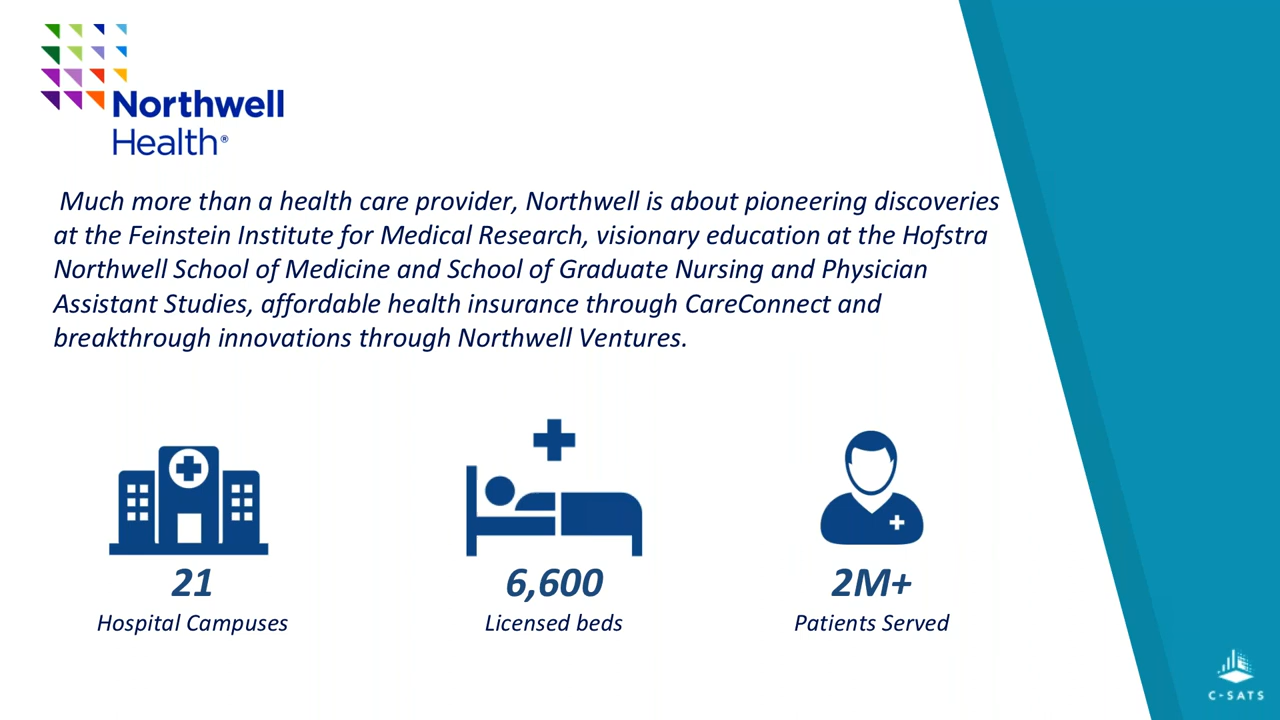 Northwell
Health®
Much more than a health care provider, Northwell is about pioneering discoveries
at the Feinstein Institute for Medical Research, visionary education at the Hofstra
Northwell School of Medicine and School of Graduate Nursing and Physician
Assistant Studies, affordable health insurance through CareConnect and
breakthrough innovations through Northwell Ventures.
21
Hospital Campuses
6,600
Licensed beds
2M+
Patients Served
C-SATS